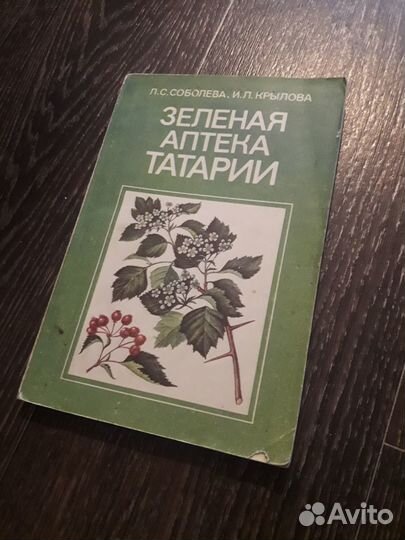 Л.С.СОБОЛЕВА, И.Л.КРЫЛОВА
ЗЕЛЕНАЯ
АПТЕКА
ТАТАРИИ
Avito